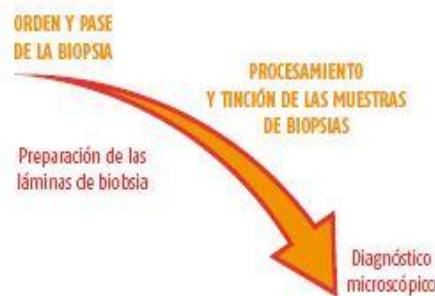 ORDEN Y PASE
DE LA BIOPSIA
PROCESAMIENTO
Y TINCIÓN DE LAS MUESTRAS
DE BIOPSIAS
Preparación de las
láminas de biobsia
Diagnóstico
microscópico